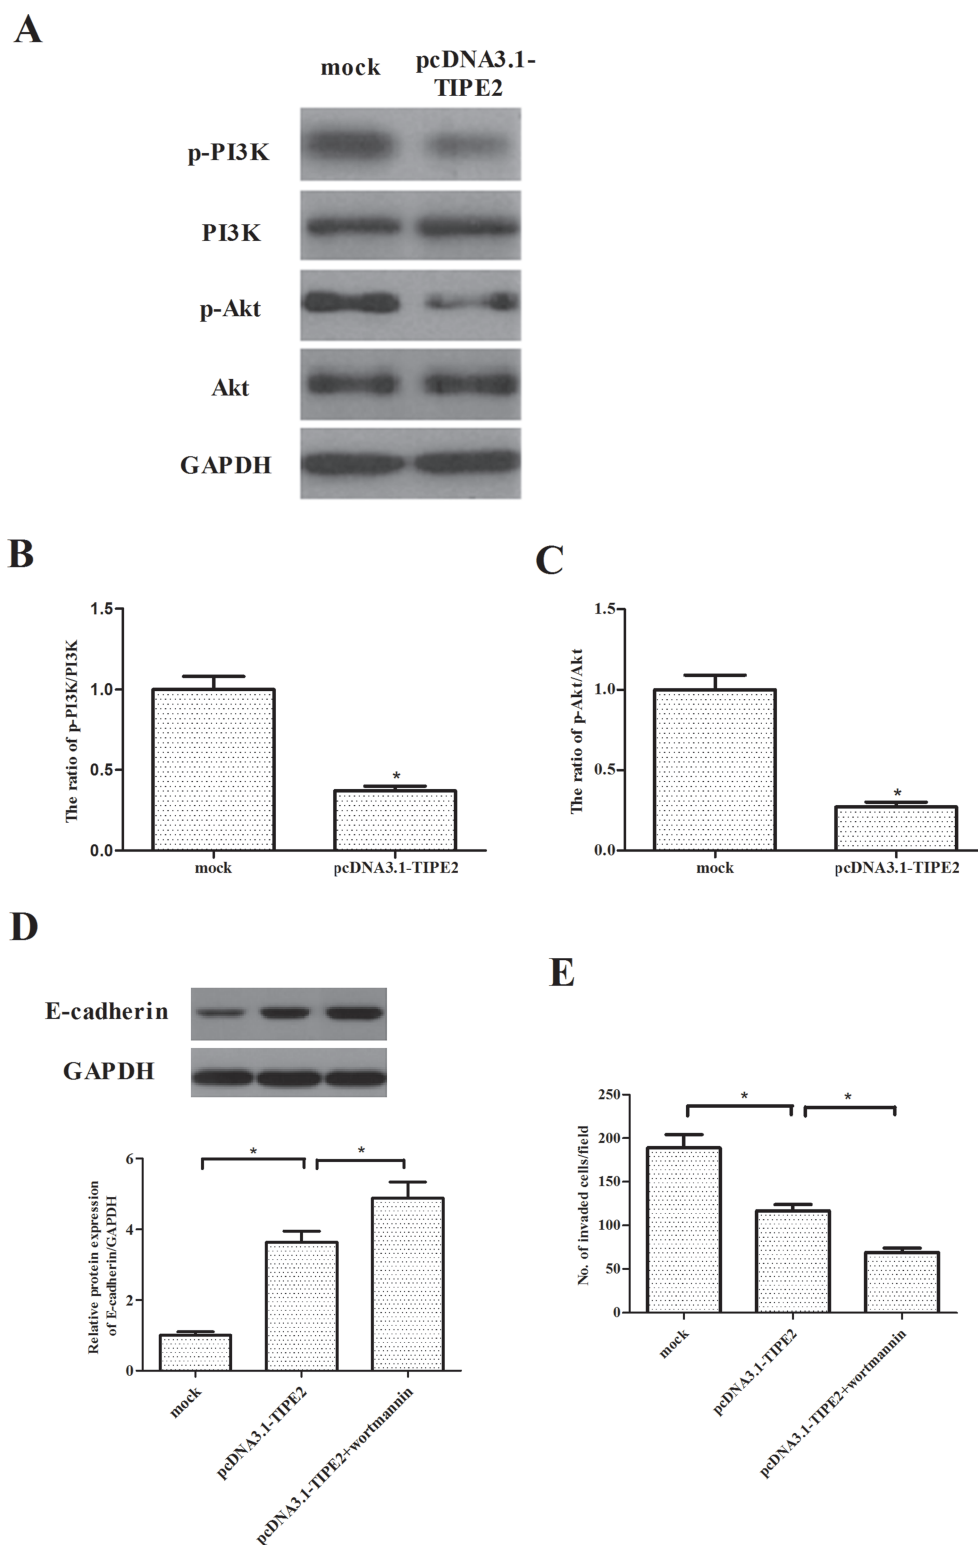 A
mock
pcDNA3.1-
TIPE2
p-PI3K
PI3K
p-Akt
Akt
GAPDH
B
The ratio of p-PI3K/PI3K
1.5
1.0
0.5
0.0
*
mock
pcDNA3.1-TIPE2
C
The ratio of p-Akt/Akt
1.5
1.0
0.5
0.0
*
mock
pcDNA3.1-TIPE2
D
E-cadherin
GAPDH
Relative protein expression
of E-cadherin/GAPDH
6
4
2
0
*
*
mock
pcDNA3.1-TIPE2
pcDNA3.1-TIPE2+wortmannin
E
No. of invaded cells/field
250
200
150
100
50
0
*
*
mock
pcDNA3.1-TIPE2
pcDNA3.1-TIPE2+wortmannin